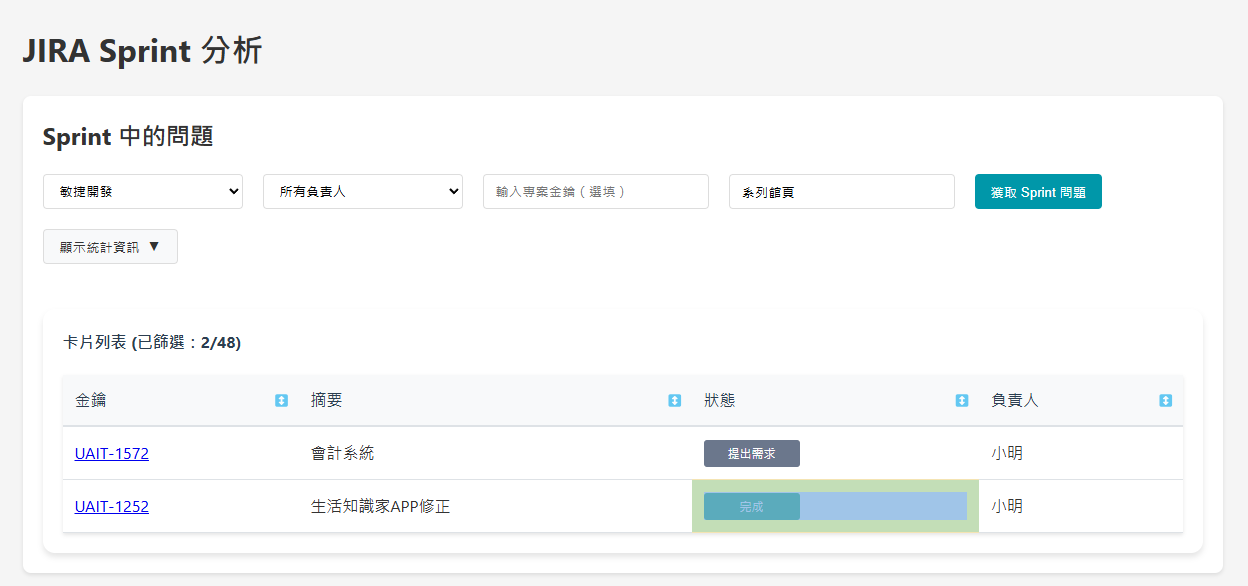 JIRA Sprint 分析
Sprint 中的問題
敏捷開發 所有負責人 輸入專案金鑰（選填） 系列館頁 獲取 Sprint 問題
顯示統計資訊 ▼
卡片列表 (已篩選：2/48)
金鑰 摘要 狀態 負責人
UAIT-1572 會計系統 提出需求 小明
UAIT-1252 生活知識家APP修正 完成 小明